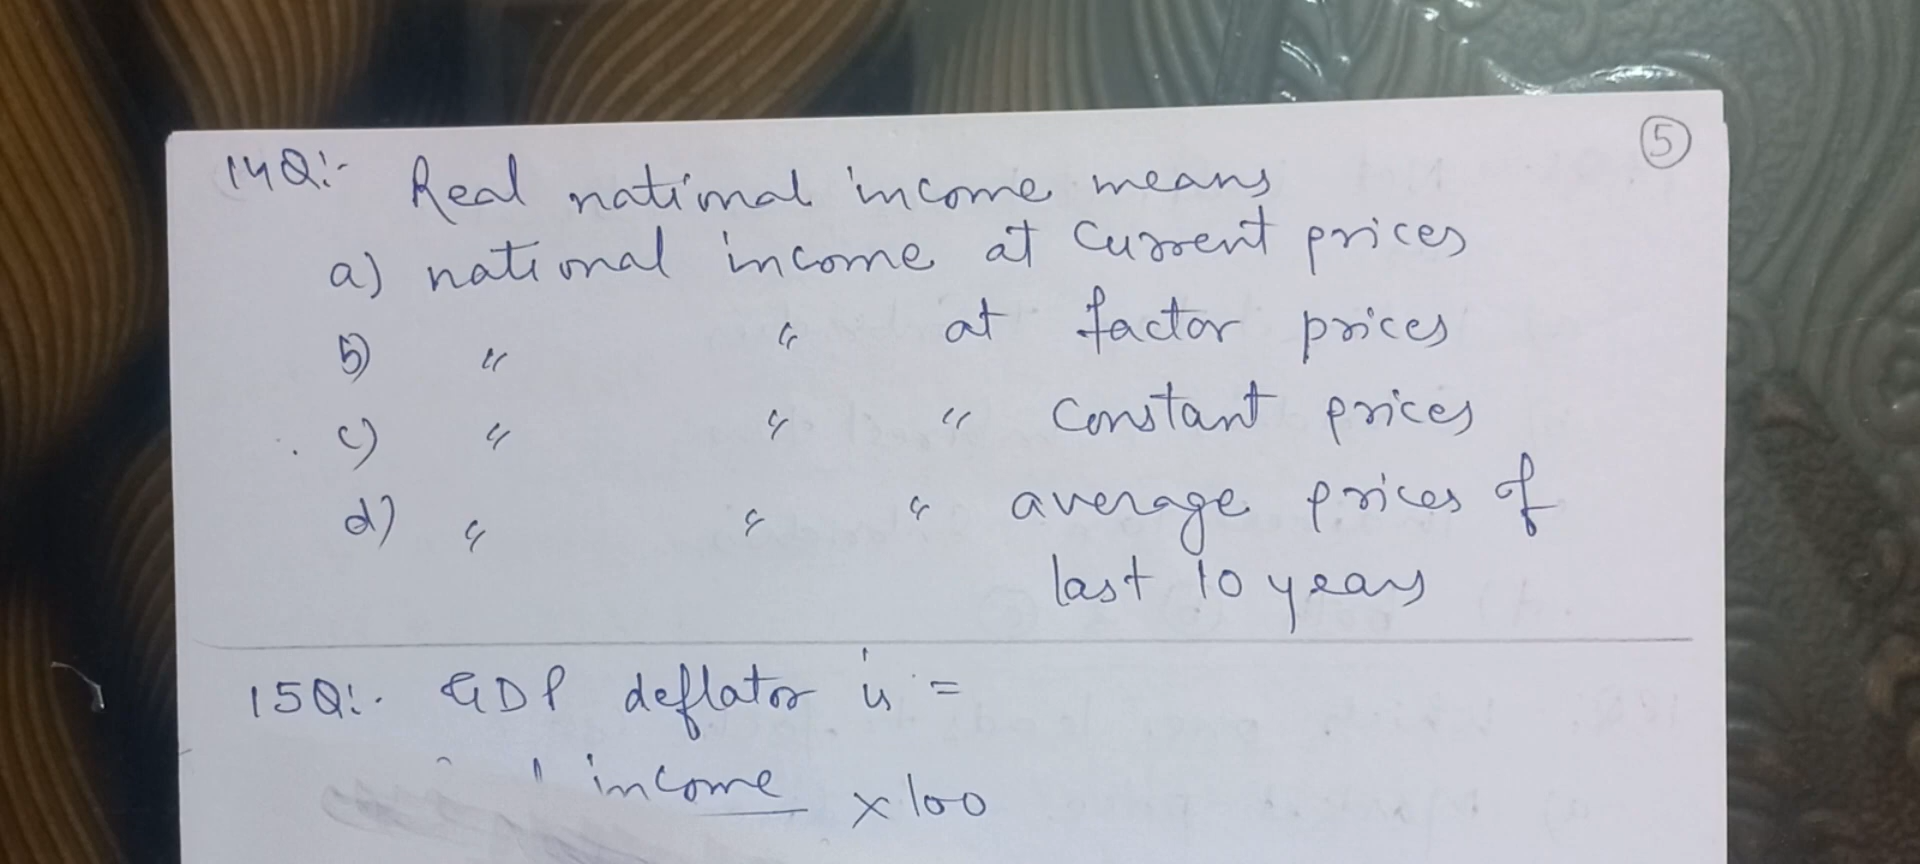 5
14Q:- Real national income means
a) national income at current prices
b) " " at factor prices
c) " " " constant prices
d) " " " average prices of
last 10 years
15Q:- GDP deflator is =
income x 100